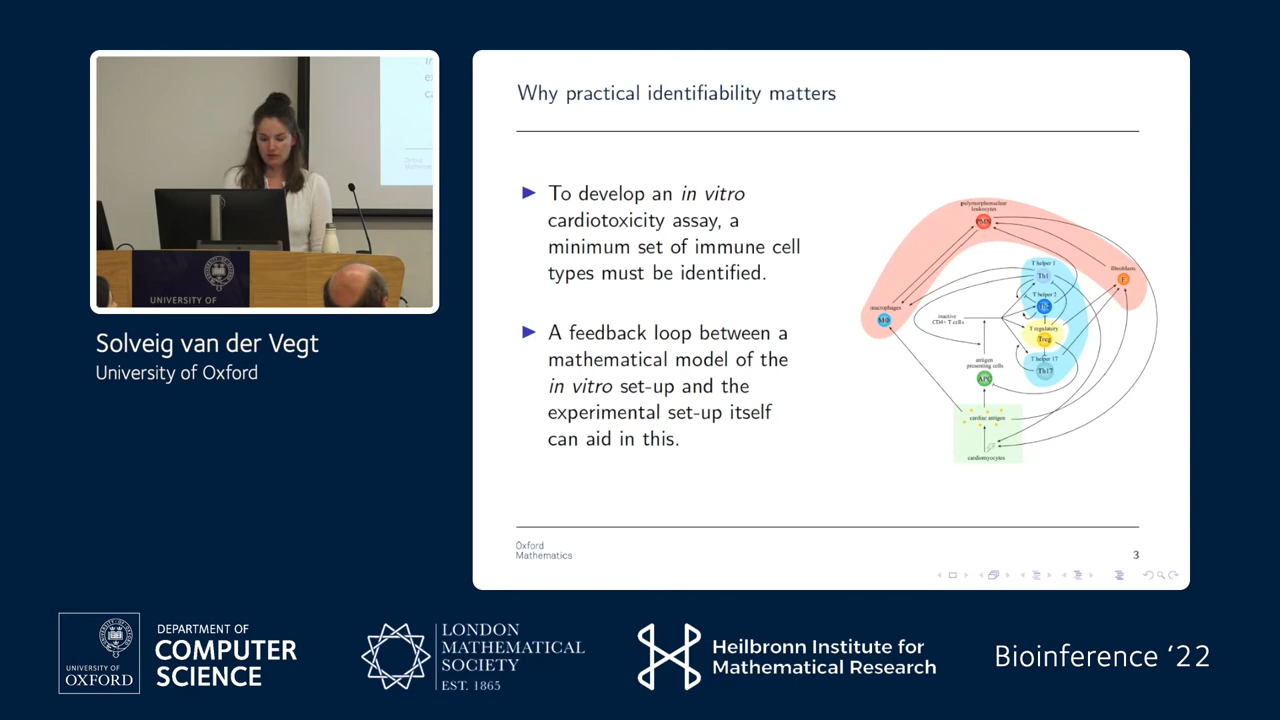 UNIVERSITY OF
Solveig van der Vegt
University of Oxford
Why practical identifiability matters
▶ To develop an in vitro
cardiotoxicity assay, a
minimum set of immune cell
types must be identified.
▶ A feedback loop between a
mathematical model of the
in vitro set-up and the
experimental set-up itself
can aid in this.
polymorphonuclear
leukocytes
PMN
fibroblasts
F
macrophages
MΦ
T helper 1
Th1
T helper 2
inactive
CD4+ T cells
T regulatory
Treg
T helper 17
Th17
antigen
presenting cells
APC
cardiac antigen
cardiomyocytes
Oxford
Mathematics
3
UNIVERSITY OF
OXFORD
DEPARTMENT OF
COMPUTER
SCIENCE
LONDON
MATHEMATICAL
SOCIETY
EST. 1865
Heilbronn Institute for
Mathematical Research
Bioinference ‘22